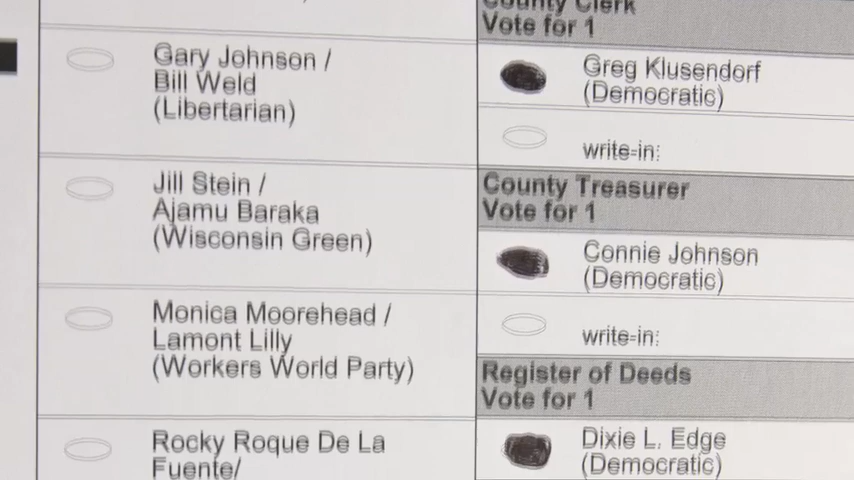 Gary Johnson /
Bill Weld
(Libertarian)
Jill Stein /
Ajamu Baraka
(Wisconsin Green)
Monica Moorehead /
Lamont Lilly
(Workers World Party)
Rocky Roque De La
Fuente/
County Clerk
Vote for 1
Greg Klusendorf
(Democratic)
write-in:
County Treasurer
Vote for 1
Connie Johnson
(Democratic)
write-in:
Register of Deeds
Vote for 1
Dixie L. Edge
(Democratic)